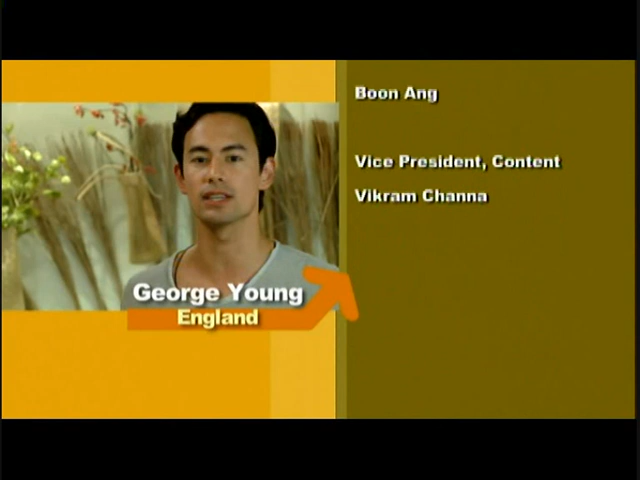 George Young
England
Boon Ang
Vice President, Content
Vikram Channa